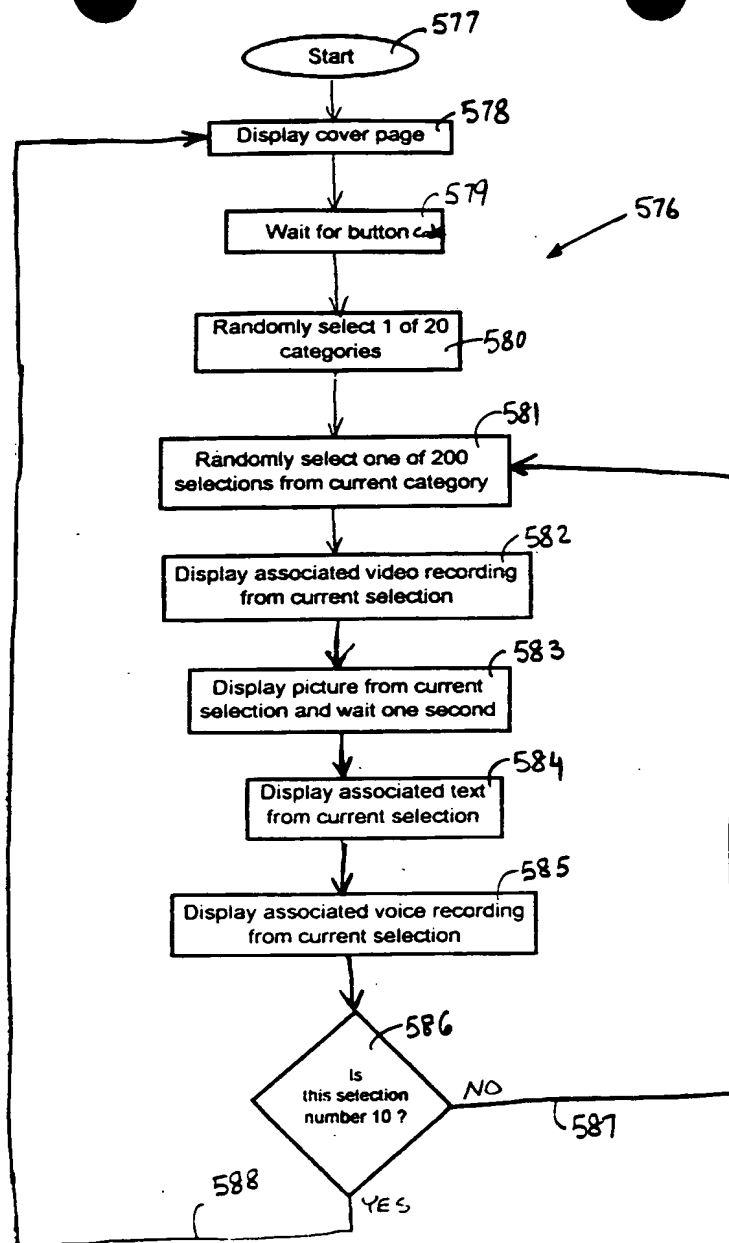 577
Start
578
Display cover page
579
Wait for button
576
Randomly select 1 of 20
categories
580
581
Randomly select one of 200
selections from current category
582
Display associated video recording
from current selection
583
Display picture from current
selection and wait one second
584
Display associated text
from current selection
585
Display associated voice recording
from current selection
586
Is
this selection
number 10 ?
NO
587
588
YES